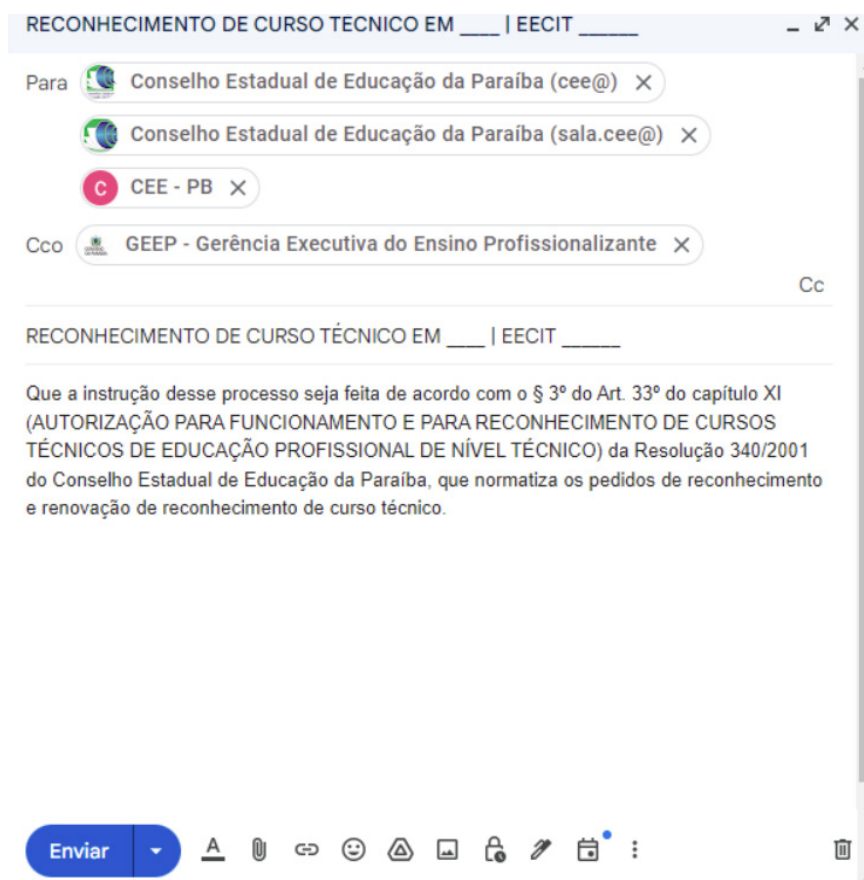 RECONHECIMENTO DE CURSO TECNICO EM ____ | EECIT ______
Para Conselho Estadual de Educação da Paraíba (cee@)
Conselho Estadual de Educação da Paraíba (sala.cee@)
C CEE - PB
Cco GEEP - Gerência Executiva do Ensino Profissionalizante
Cc
RECONHECIMENTO DE CURSO TÉCNICO EM ____ | EECIT ______
Que a instrução desse processo seja feita de acordo com o § 3º do Art. 33º do capítulo XI
(AUTORIZAÇÃO PARA FUNCIONAMENTO E PARA RECONHECIMENTO DE CURSOS
TÉCNICOS DE EDUCAÇÃO PROFISSIONAL DE NÍVEL TÉCNICO) da Resolução 340/2001
do Conselho Estadual de Educação da Paraíba, que normatiza os pedidos de reconhecimento
e renovação de reconhecimento de curso técnico.
Enviar